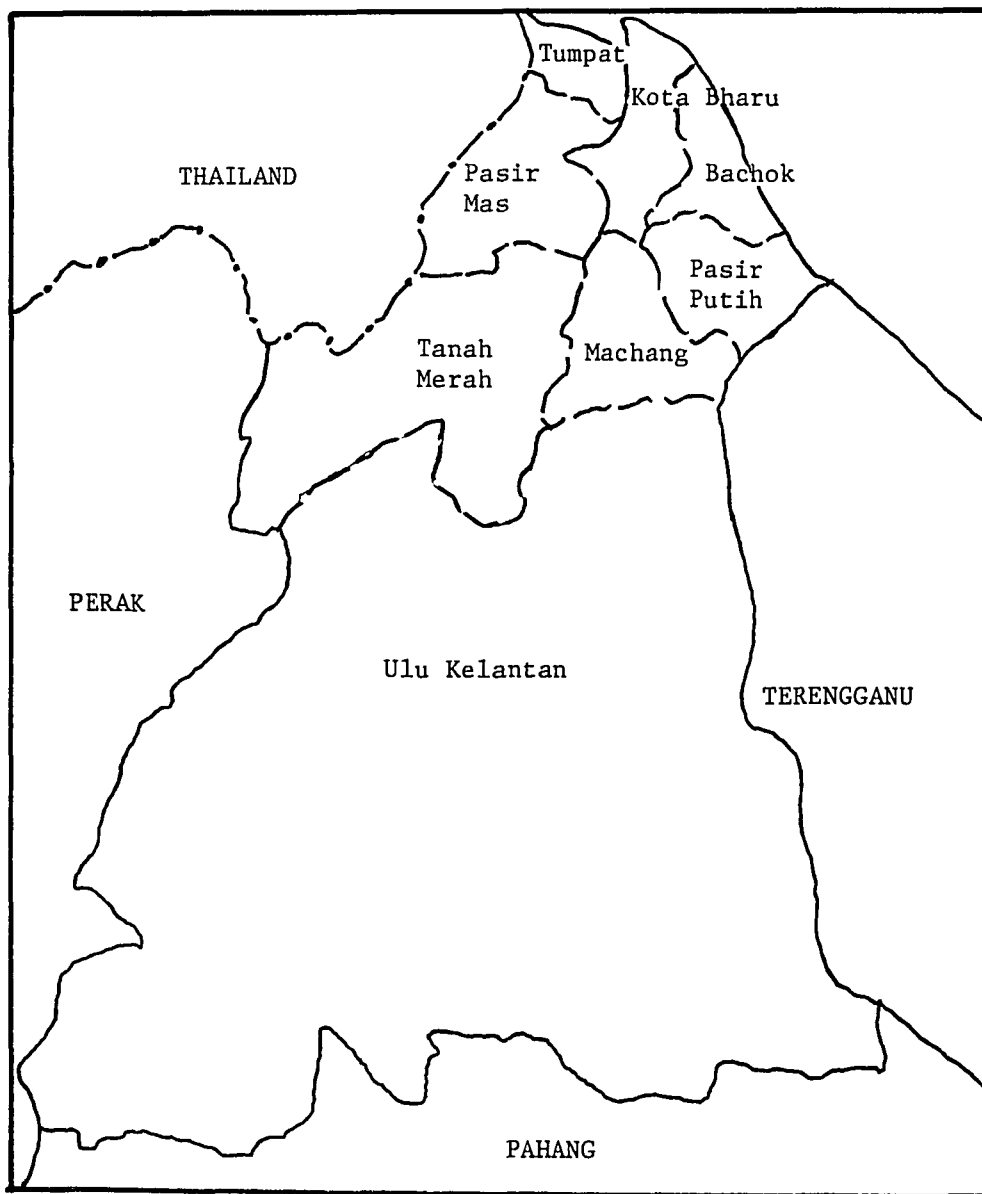 Tumpat
Kota Bharu
THAILAND
Pasir
Mas
Bachok
Pasir
Putih
Tanah
Merah
Machang
PERAK
Ulu Kelantan
TERENGGANU
PAHANG